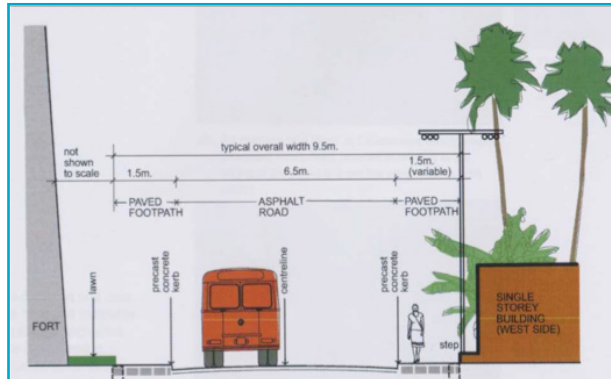 typical overall width 9.5m.
not
shown
to scale
1.5m.
6.5m.
1.5m.
(variable)
PAVED
FOOTPATH
ASPHALT
ROAD
PAVED
FOOTPATH
lawn
precast
concrete
kerb
centreline
precast
concrete
kerb
FORT
step
SINGLE
STOREY
BUILDING
(WEST SIDE)